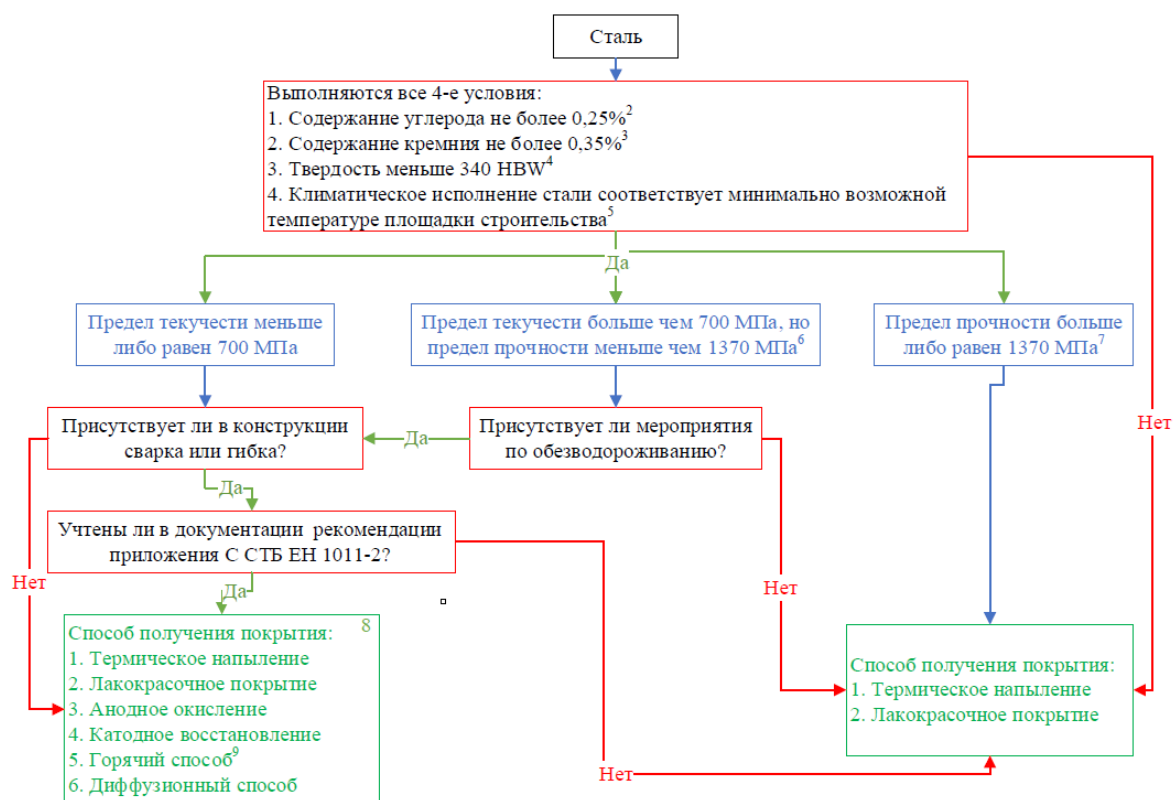 Сталь
Выполняются все 4-е условия:
1. Содержание углерода не более 0,25%²
2. Содержание кремния не более 0,35%³
3. Твердость меньше 340 HBW⁴
4. Климатическое исполнение стали соответствует минимально возможной
температуре площадки строительства⁵
Да
Предел текучести меньше
либо равен 700 МПа
Предел текучести больше чем 700 МПа, но
предел прочности меньше чем 1370 МПа⁶
Предел прочности больше
либо равен 1370 МПа⁷
Нет
Присутствует ли в конструкции
сварка или гибка?
Да
Присутствует ли мероприятия
по обезводороживанию?
Да
Учтены ли в документации рекомендации
приложения С СТБ ЕН 1011-2?
Нет
Да
Нет
Способ получения покрытия: 8
1. Термическое напыление
2. Лакокрасочное покрытие
3. Анодное окисление
4. Катодное восстановление
5. Горячий способ⁹
6. Диффузионный способ
Способ получения покрытия:
1. Термическое напыление
2. Лакокрасочное покрытие
Нет